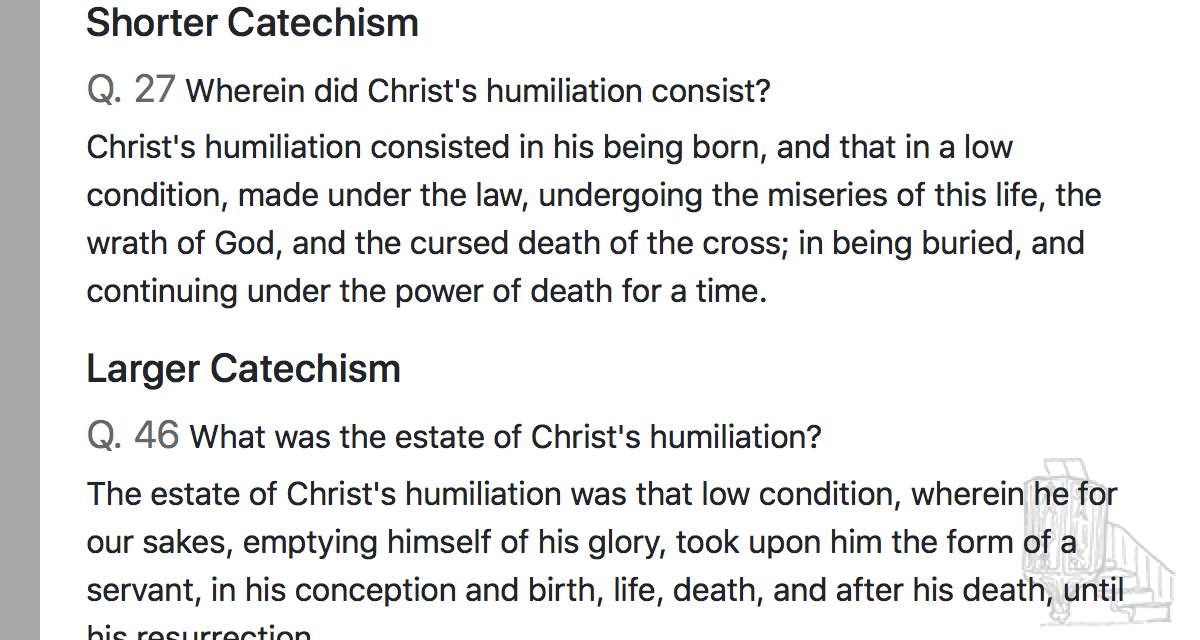 Shorter Catechism
Q. 27 Wherein did Christ's humiliation consist?
Christ's humiliation consisted in his being born, and that in a low
condition, made under the law, undergoing the miseries of this life, the
wrath of God, and the cursed death of the cross; in being buried, and
continuing under the power of death for a time.
Larger Catechism
Q. 46 What was the estate of Christ's humiliation?
The estate of Christ's humiliation was that low condition, wherein he for
our sakes, emptying himself of his glory, took upon him the form of a
servant, in his conception and birth, life, death, and after his death, until
his resurrection